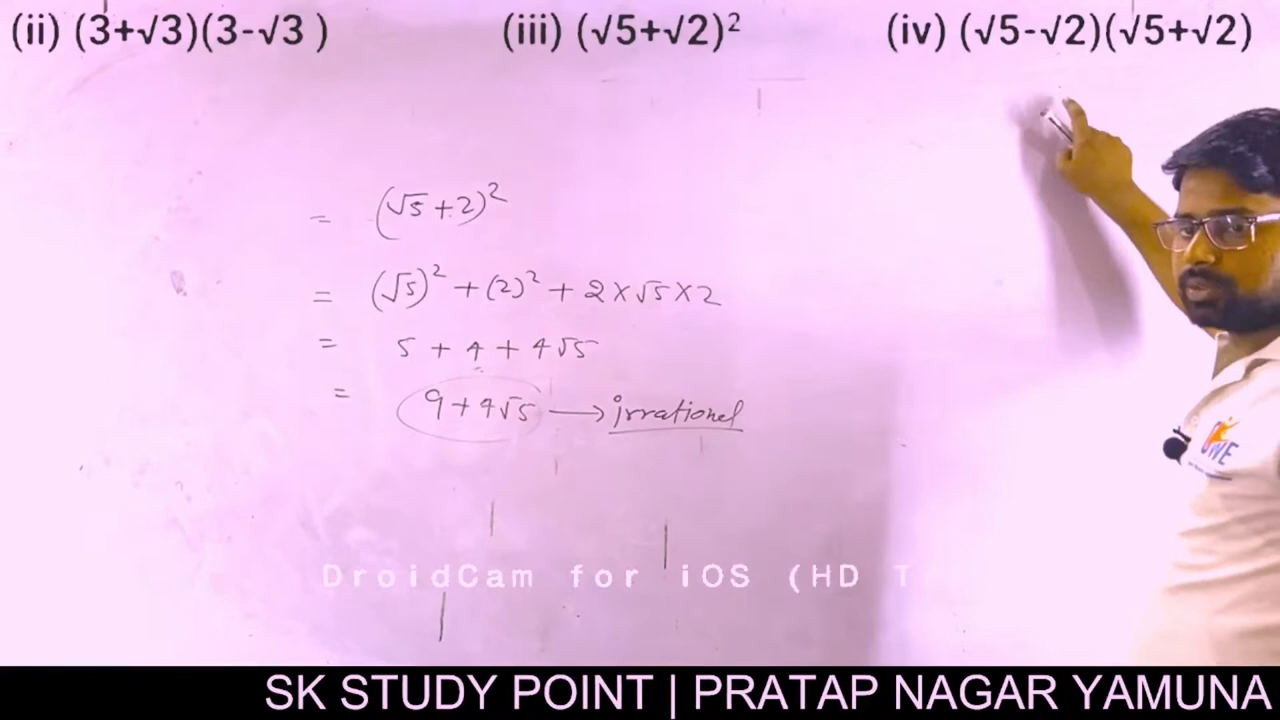 (ii) (3+√3)(3-√3 ) (iii) (√5+√2)² (iv) (√5-√2)(√5+√2)
= (√5 + 2)²
= (√5)² + (2)² + 2×√5×2
= 5 + 4 + 4√5
= 9+4√5 → irrational
WE
DroidCam for iOS (HD T
SK STUDY POINT | PRATAP NAGAR YAMUNA